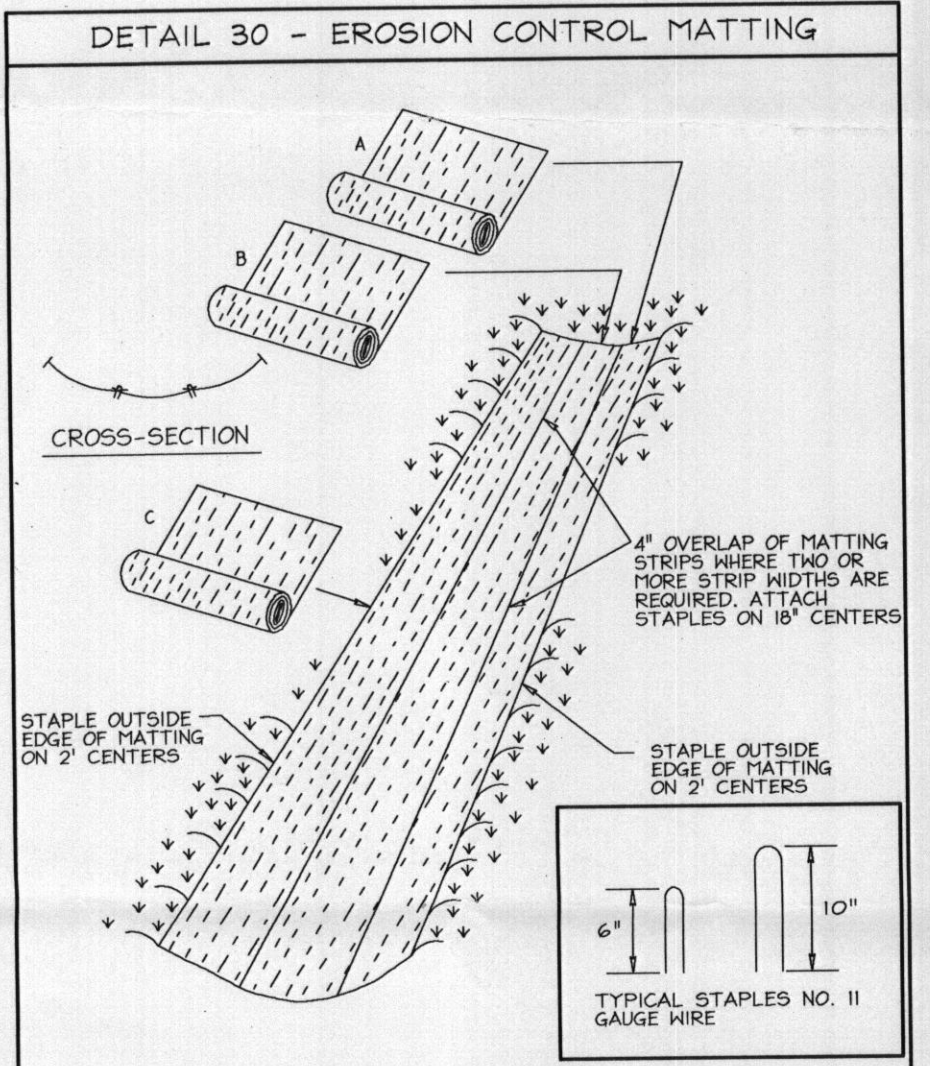 DETAIL 30 - EROSION CONTROL MATTING
A
B
CROSS-SECTION
C
4" OVERLAP OF MATTING
STRIPS WHERE TWO OR
MORE STRIP WIDTHS ARE
REQUIRED. ATTACH
STAPLES ON 18" CENTERS
STAPLE OUTSIDE
EDGE OF MATTING
ON 2' CENTERS
STAPLE OUTSIDE
EDGE OF MATTING
ON 2' CENTERS
6"
10"
TYPICAL STAPLES NO. 11
GAUGE WIRE